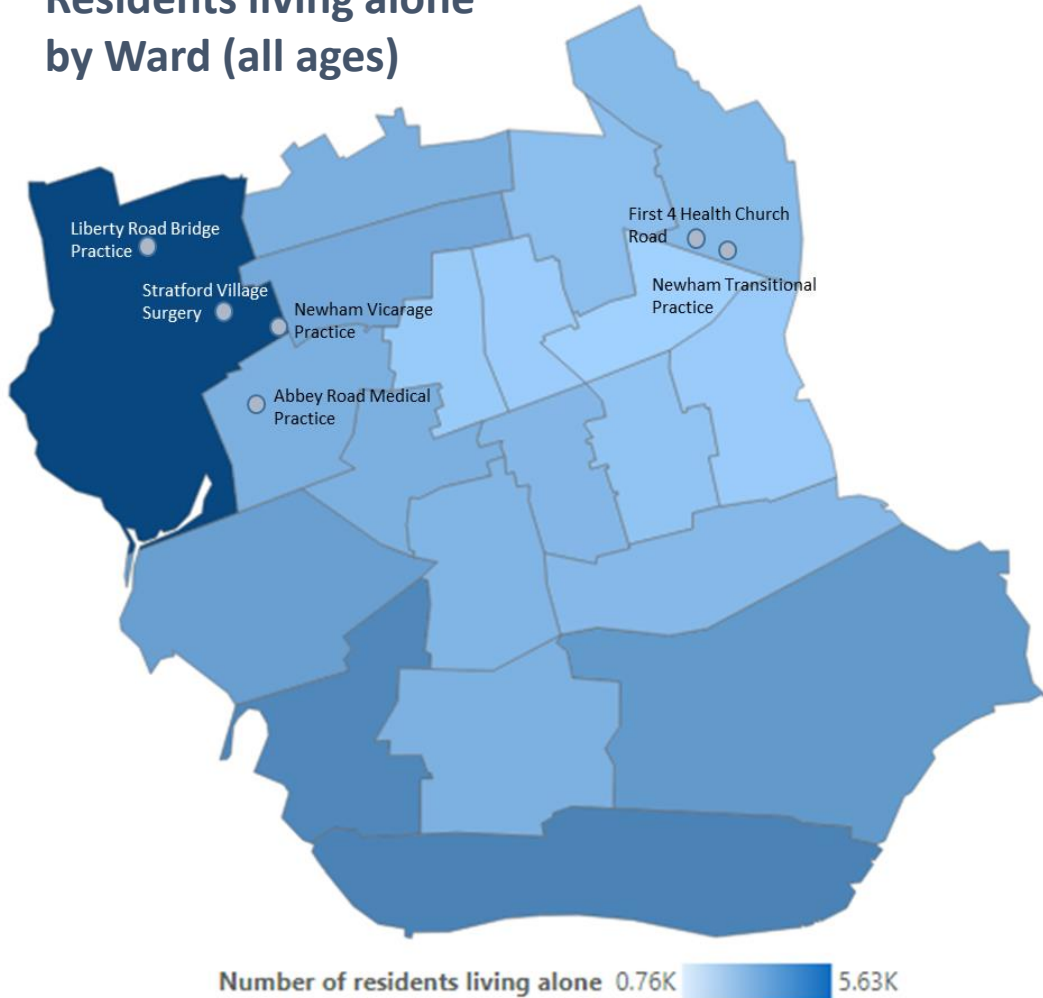 Residents living alone
by Ward (all ages)
Liberty Road Bridge
Practice
Stratford Village
Surgery
Newham Vicarage
Practice
Abbey Road Medical
Practice
First 4 Health Church
Road
Newham Transitional
Practice
Number of residents living alone 0.76K 5.63K